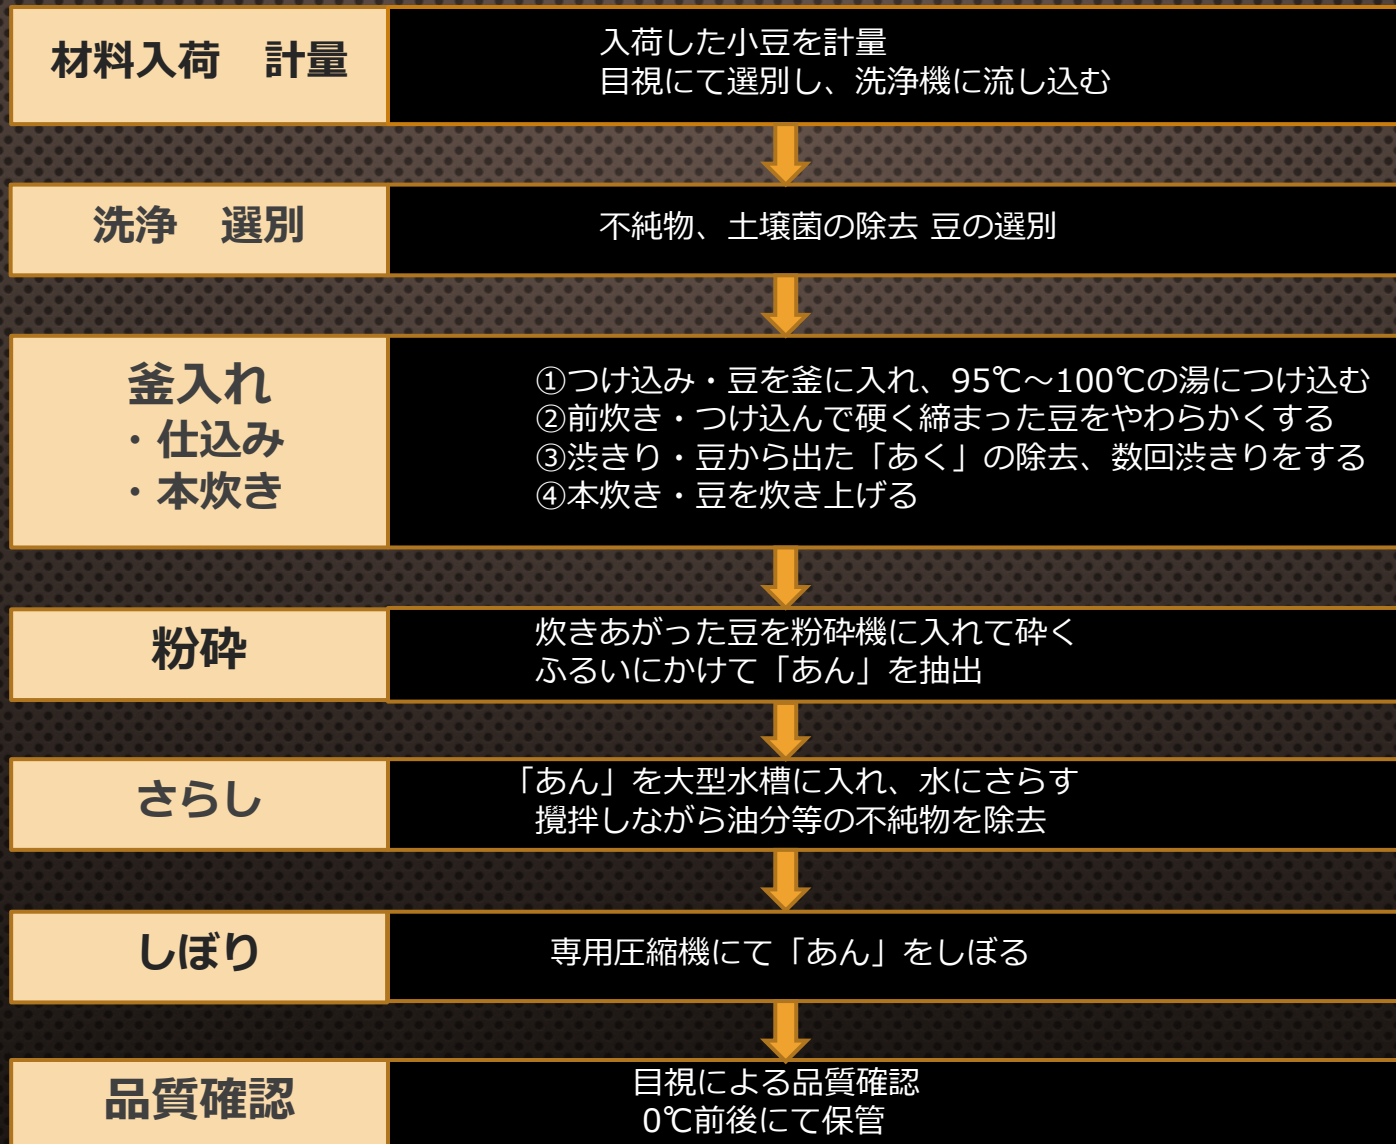 材料入荷　計量
入荷した小豆を計量
目視にて選別し、洗浄機に流し込む
洗浄　選別
不純物、土壌菌の除去 豆の選別
釜入れ
・仕込み
・本炊き
①つけ込み・豆を釜に入れ、95℃～100℃の湯につけ込む
②前炊き・つけ込んで硬く締まった豆をやわらかくする
③渋きり・豆から出た「あく」の除去、数回渋きりをする
④本炊き・豆を炊き上げる
粉砕
炊きあがった豆を粉砕機に入れて砕く
ふるいにかけて「あん」を抽出
さらし
「あん」を大型水槽に入れ、水にさらす
攪拌しながら油分等の不純物を除去
しぼり
専用圧縮機にて「あん」をしぼる
品質確認
目視による品質確認
0℃前後にて保管